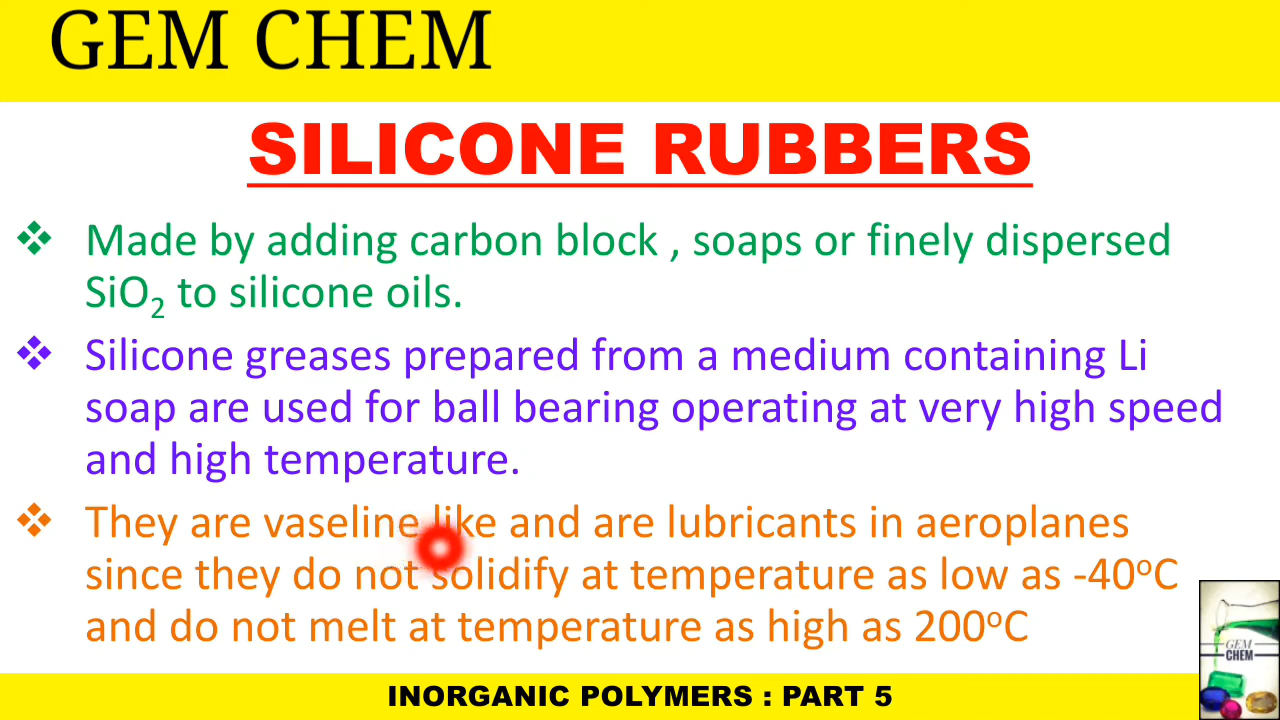 GEM CHEM
SILICONE RUBBERS
❖ Made by adding carbon block , soaps or finely dispersed
SiO₂ to silicone oils.
❖ Silicone greases prepared from a medium containing Li
soap are used for ball bearing operating at very high speed
and high temperature.
❖ They are vaseline like and are lubricants in aeroplanes
since they do not solidify at temperature as low as -40ºC
and do not melt at temperature as high as 200ºC
GEM
CHEM
INORGANIC POLYMERS : PART 5